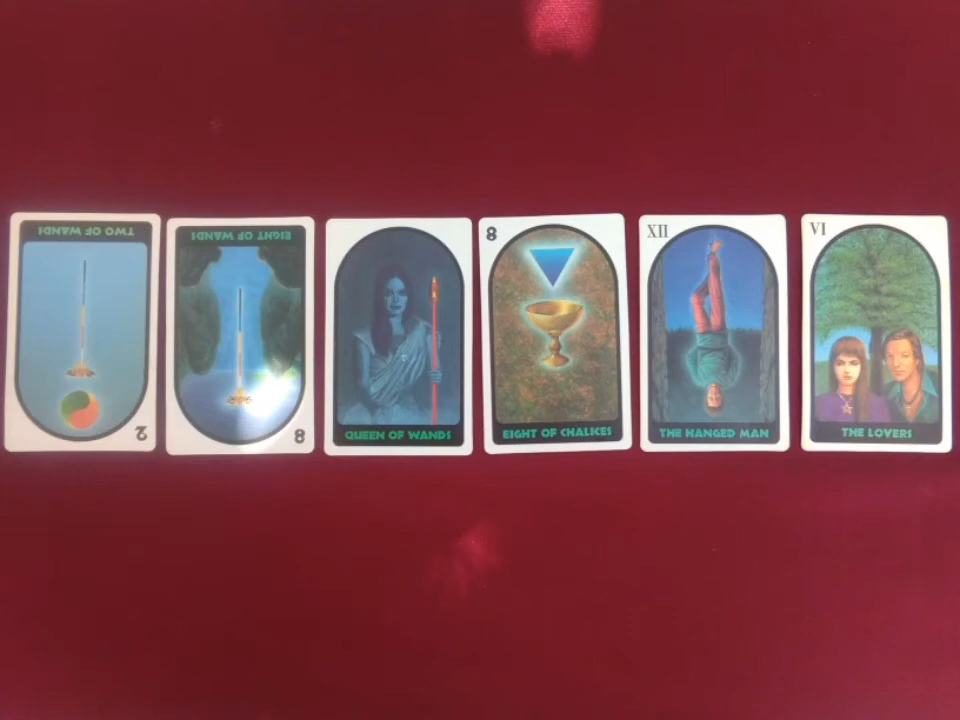 TWO OF WANDS
2
EIGHT OF WANDS
8
QUEEN OF WANDS
8
EIGHT OF CHALICES
XII
THE HANGED MAN
VI
THE LOVERS